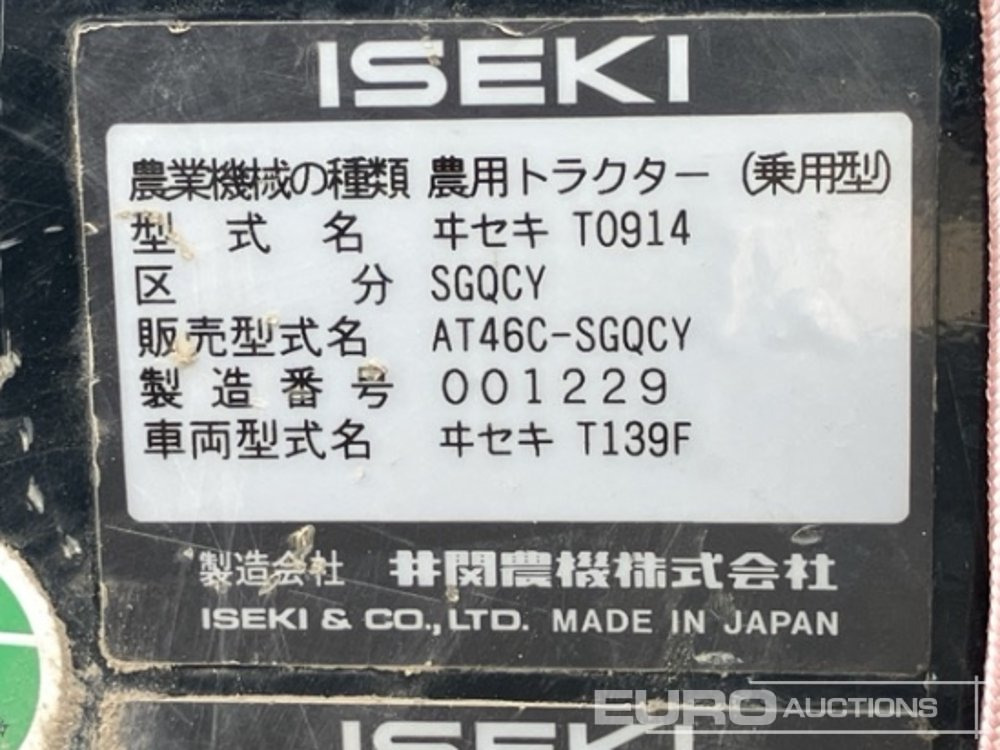 ISEKI
農業機械の種類 農用トラクター (乗用型)
型式名 ヰセキ T0914
区分 SGQCY
販売型式名 AT46C-SGQCY
製造番号 001229
車両型式名 ヰセキ T139F
製造会社 井関農機株式会社
ISEKI & CO., LTD. MADE IN JAPAN
ISEKI
EURO AUCTIONS